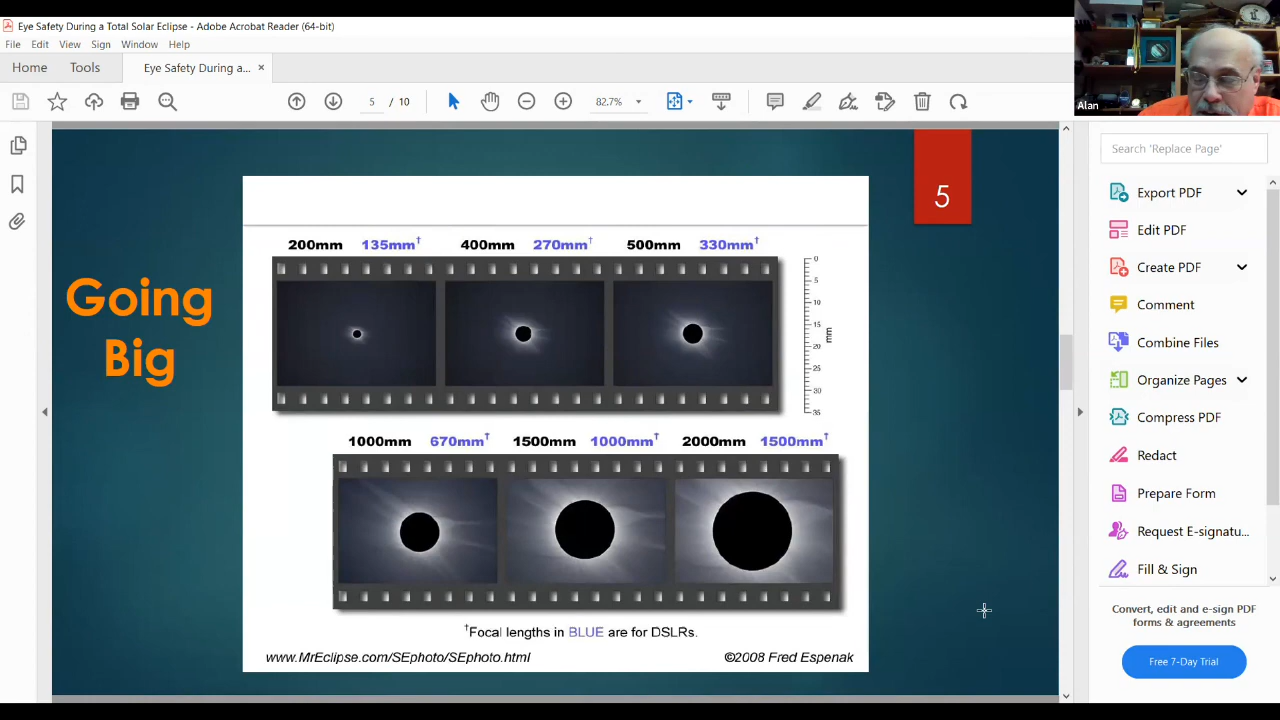 Eye Safety During a Total Solar Eclipse - Adobe Acrobat Reader (64-bit)
File Edit View Sign Window Help
Home Tools Eye Safety During a... ×
5 / 10 82.7%
Alan
Search 'Replace Page'
Export PDF
Edit PDF
Create PDF
Comment
Combine Files
Organize Pages
Compress PDF
Redact
Prepare Form
Request E-signatu...
Fill & Sign
Convert, edit and e-sign PDF
forms & agreements
Free 7-Day Trial
5
Going
Big
200mm 135mm† 400mm 270mm† 500mm 330mm†
0
5
10
15
20
25
30
35
mm
1000mm 670mm† 1500mm 1000mm† 2000mm 1500mm†
†Focal lengths in BLUE are for DSLRs.
www.MrEclipse.com/SEphoto/SEphoto.html ©2008 Fred Espenak